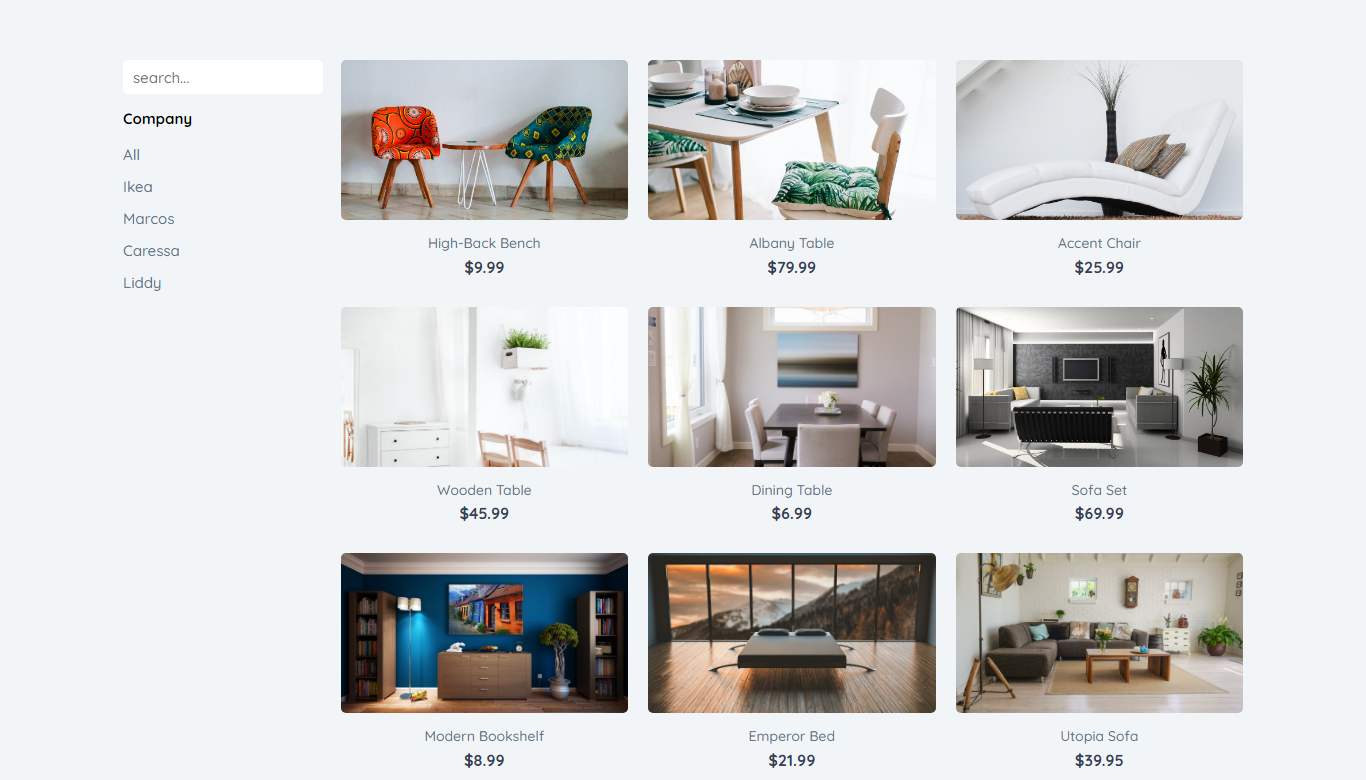 search...
Company
All
Ikea
Marcos
Caressa
Liddy
High-Back Bench
$9.99
Albany Table
$79.99
Accent Chair
$25.99
Wooden Table
$45.99
Dining Table
$6.99
Sofa Set
$69.99
Modern Bookshelf
$8.99
Emperor Bed
$21.99
Utopia Sofa
$39.95